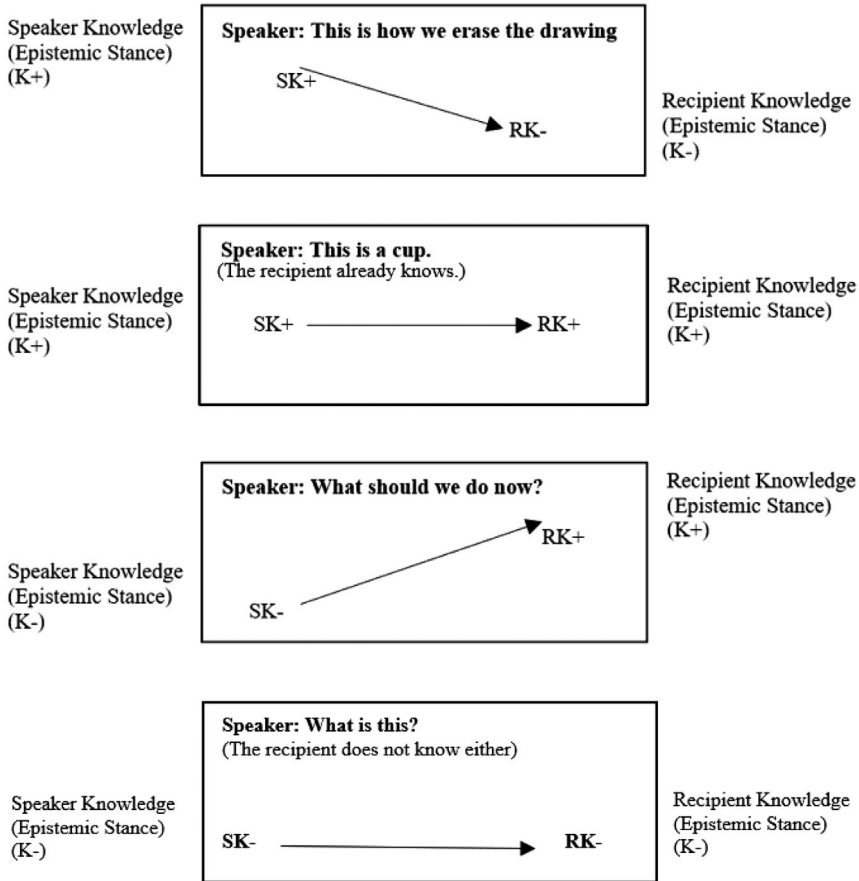 Speaker Knowledge
(Epistemic Stance)
(K+)
Speaker: This is how we erase the drawing
SK+
RK-
Recipient Knowledge
(Epistemic Stance)
(K-)
Speaker Knowledge
(Epistemic Stance)
(K+)
Speaker: This is a cup.
(The recipient already knows.)
SK+
RK+
Recipient Knowledge
(Epistemic Stance)
(K+)
Speaker Knowledge
(Epistemic Stance)
(K-)
Speaker: What should we do now?
RK+
SK-
Recipient Knowledge
(Epistemic Stance)
(K+)
Speaker Knowledge
(Epistemic Stance)
(K-)
Speaker: What is this?
(The recipient does not know either)
SK-
RK-
Recipient Knowledge
(Epistemic Stance)
(K-)